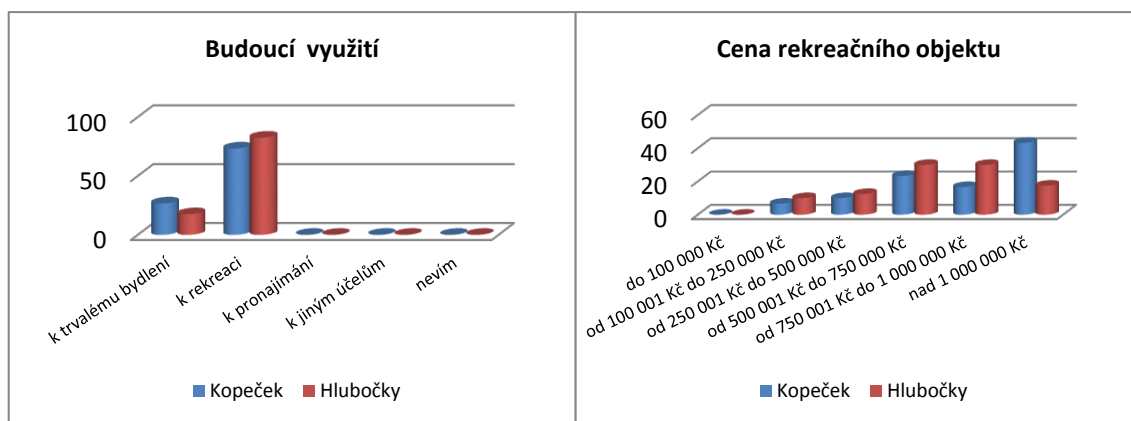 Budoucí využití
100
50
0
k trvalému bydlení
k rekreaci
k pronajímání
k jiným účelům
nevím
Kopeček Hlubočky
Cena rekreačního objektu
60
40
20
0
do 100 000 Kč
od 100 001 Kč do 250 000 Kč
od 250 001 Kč do 500 000 Kč
od 500 001 Kč do 750 000 Kč
od 750 001 Kč do 1 000 000 Kč
nad 1 000 000 Kč
Kopeček Hlubočky